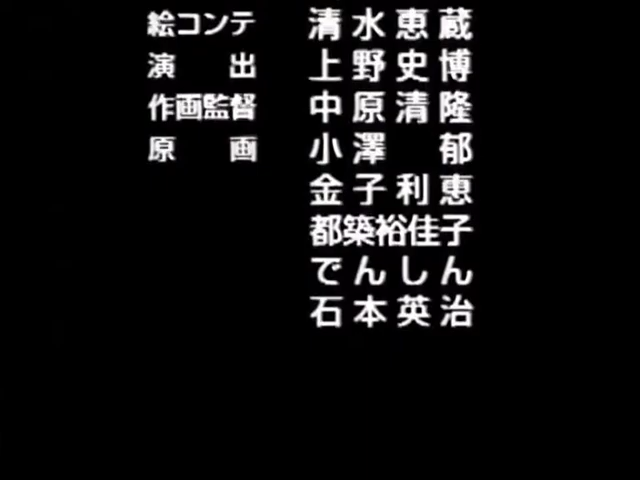 絵コンテ 清水恵蔵
演出 上野史博
作画監督 中原清隆
原画 小澤郁
金子利恵
都築裕佳子
でんしん
石本英治